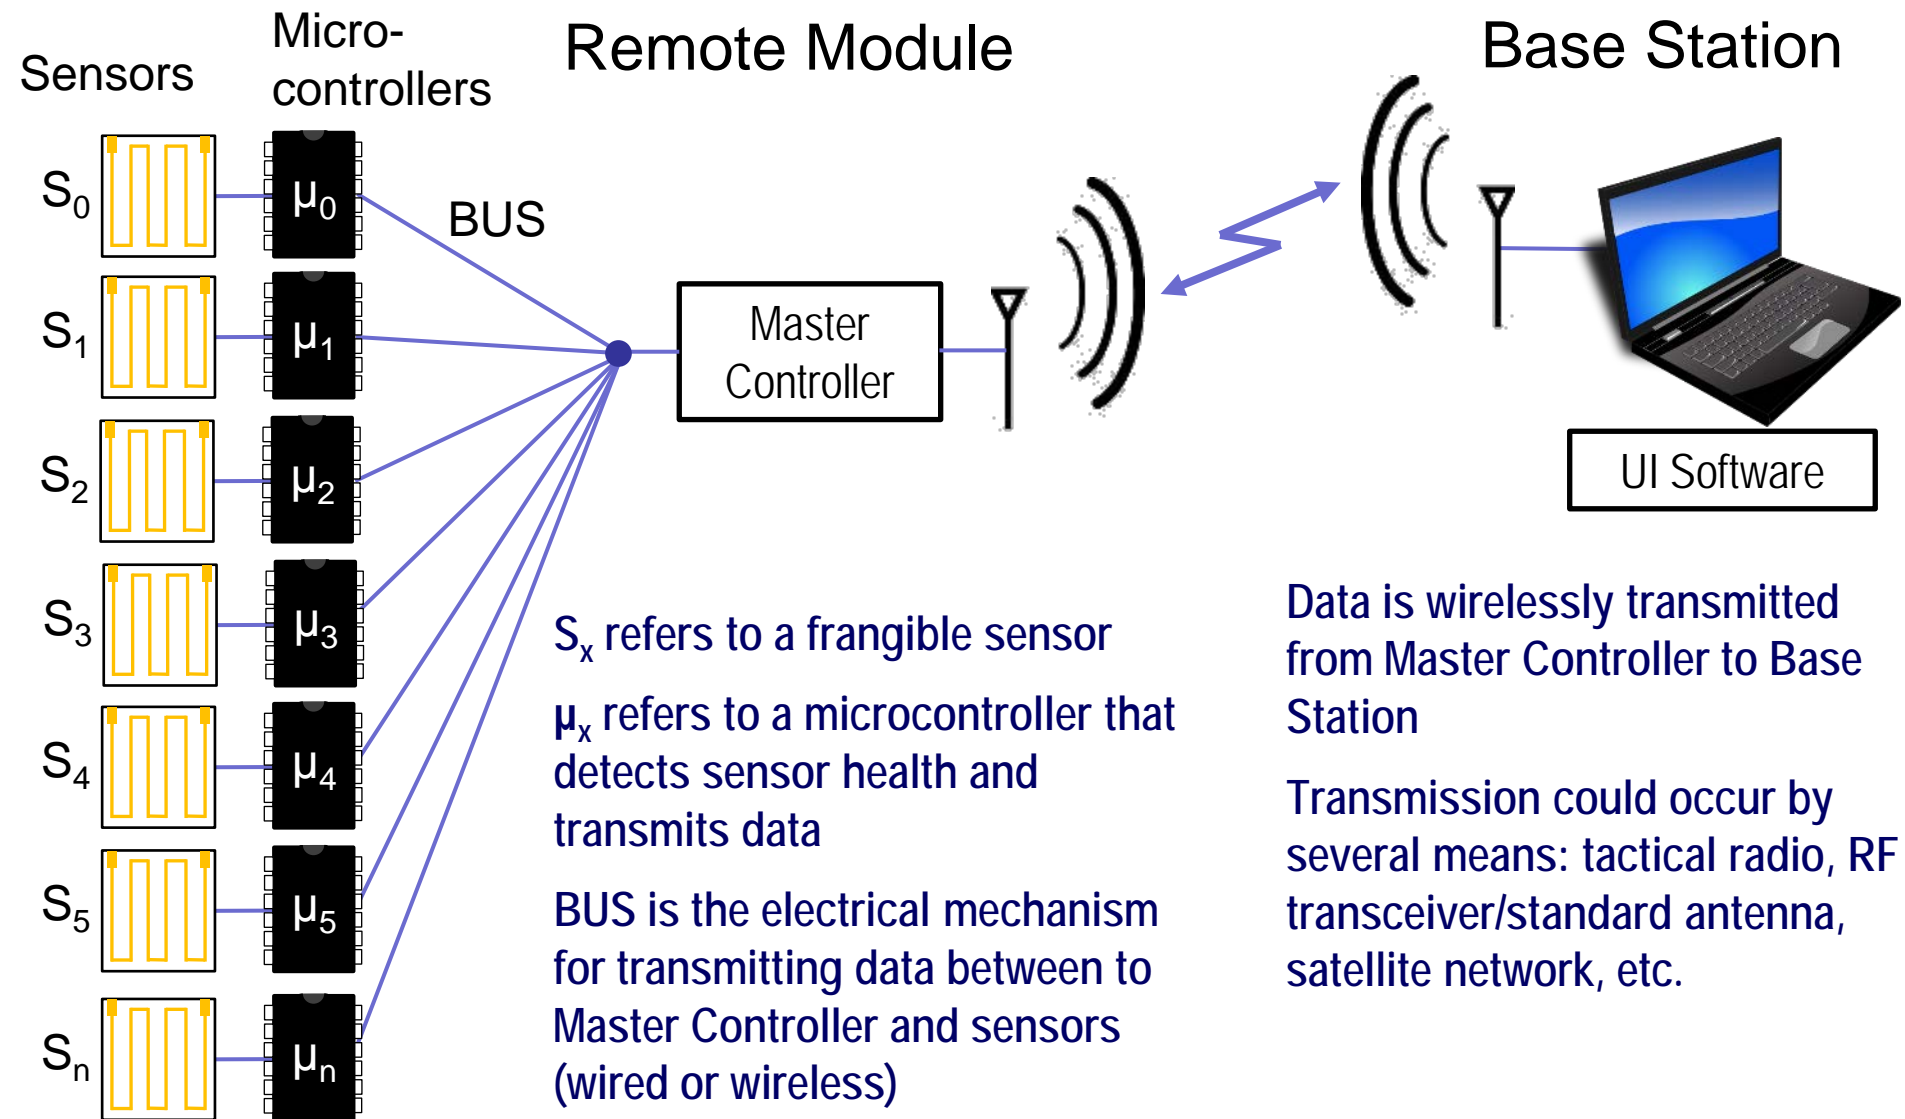 Sensors
Micro-
controllers
Remote Module
Base Station
S0
μ0
BUS
S1
μ1
Master
Controller
S2
μ2
UI Software
S3
μ3
S4
μ4
S5
μ5
Sn
μn
Sx refers to a frangible sensor
μx refers to a microcontroller that
detects sensor health and
transmits data
BUS is the electrical mechanism
for transmitting data between to
Master Controller and sensors
(wired or wireless)
Data is wirelessly transmitted
from Master Controller to Base
Station
Transmission could occur by
several means: tactical radio, RF
transceiver/standard antenna,
satellite network, etc.